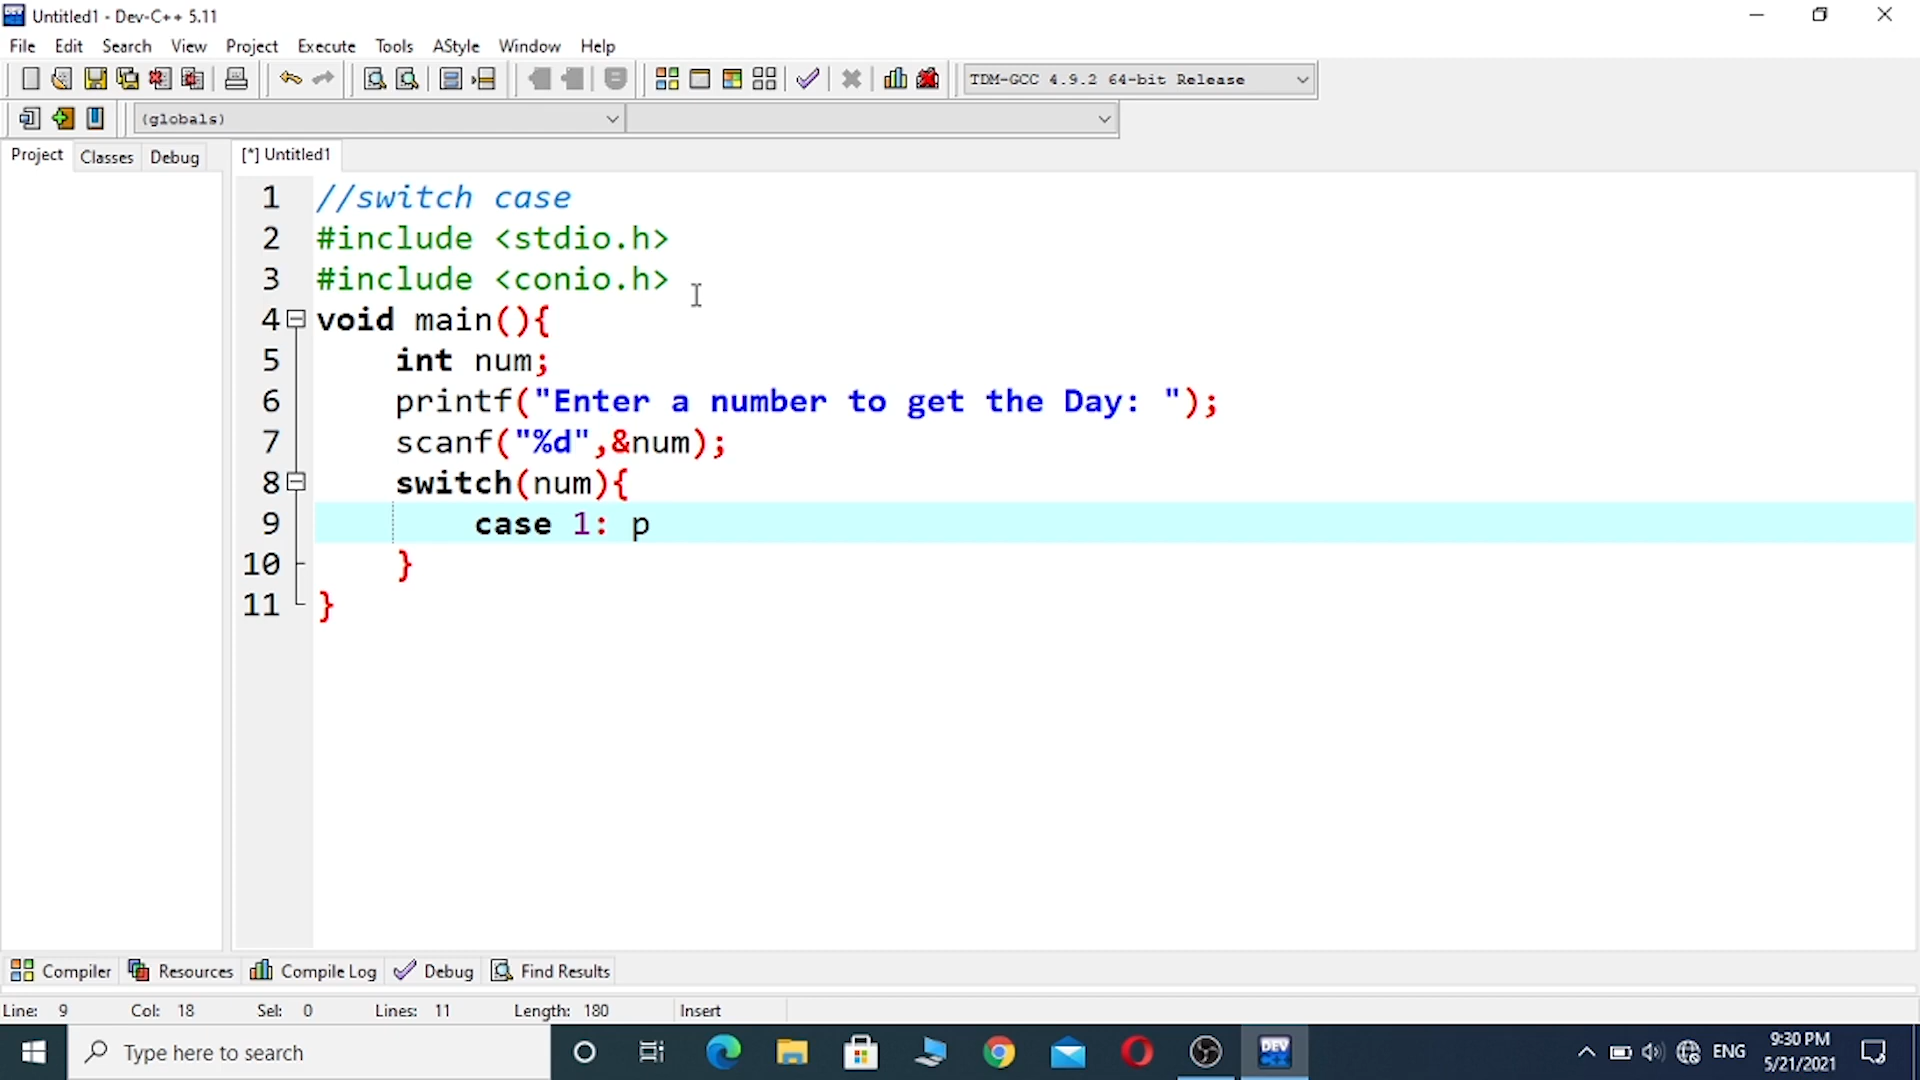 Untitled1 - Dev-C++ 5.11
File Edit Search View Project Execute Tools AStyle Window Help
TDM-GCC 4.9.2 64-bit Release
(globals)
Project Classes Debug [*] Untitled1
1 //switch case
2 #include <stdio.h>
3 #include <conio.h>
4 void main(){
5 int num;
6 printf("Enter a number to get the Day: ");
7 scanf("%d",&num);
8 switch(num){
9 case 1: p
10 }
11 }
Compiler Resources Compile Log Debug Find Results
Line: 9 Col: 18 Sel: 0 Lines: 11 Length: 180 Insert
Type here to search DEV ENG 9:30 PM
5/21/2021